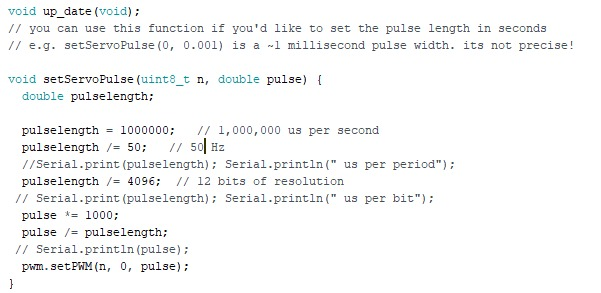 void up_date(void);
// you can use this function if you'd like to set the pulse length in seconds
// e.g. setServoPulse(0, 0.001) is a ~1 millisecond pulse width. its not precise!

void setServoPulse(uint8_t n, double pulse) {
  double pulselength;

  pulselength = 1000000;   // 1,000,000 us per second
  pulselength /= 50;   // 50 Hz
  //Serial.print(pulselength); Serial.println(" us per period");
  pulselength /= 4096;  // 12 bits of resolution
 // Serial.print(pulselength); Serial.println(" us per bit");
  pulse *= 1000;
  pulse /= pulselength;
 // Serial.println(pulse);
  pwm.setPWM(n, 0, pulse);
}